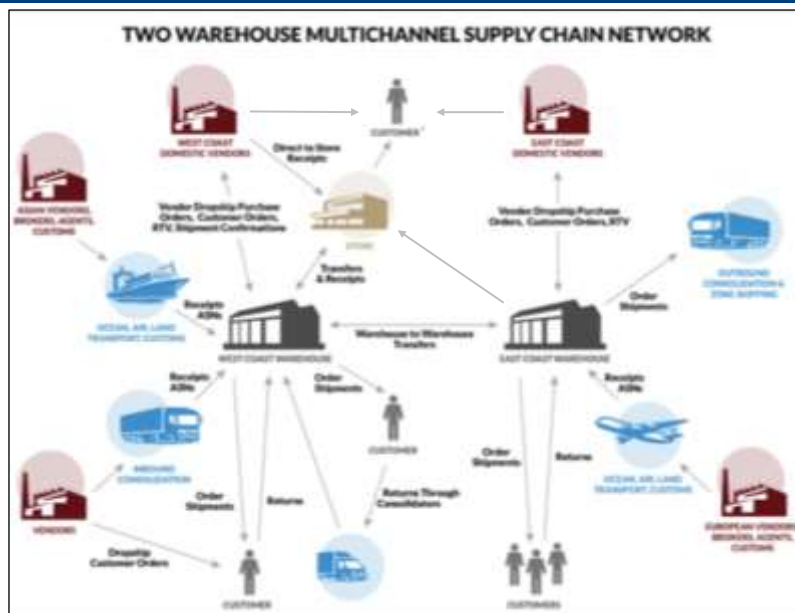 TWO WAREHOUSE MULTICHANNEL SUPPLY CHAIN NETWORK
WEST COAST
DOMESTIC VENDORS
CUSTOMER
EAST COAST
DOMESTIC VENDORS
Direct to Store
Receipts
ASIAN VENDORS,
BROKERS, AGENTS,
CUSTOMS
Vender Dropship Purchase
Orders, Customer Orders,
RTV, Shipment Confirmations
STORE
Vender Dropship Purchase
Orders, Customer Orders, RTV
OUTBOUND
CONSOLIDATION &
ZONE SKIPPING
Transfers
& Receipts
Order
Shipments
Receipts
ASNs
OCEAN, AIR, LAND
TRANSPORT, CUSTOMS
WEST COAST WAREHOUSE
Warehouse to Warehouse
Transfers
EAST COAST WAREHOUSE
Receipts
ASNs
Order
Shipments
Receipts
ASNs
CUSTOMER
INBOUND
CONSOLIDATION
Order
Shipments
Returns
Returns Through
Consolidators
Order
Shipments
Returns
OCEAN, AIR, LAND
TRANSPORT, CUSTOMS
VENDORS
Dropship
Customer Orders
CUSTOMER
CUSTOMERS
EUROPEAN VENDORS,
BROKERS, AGENTS,
CUSTOMS